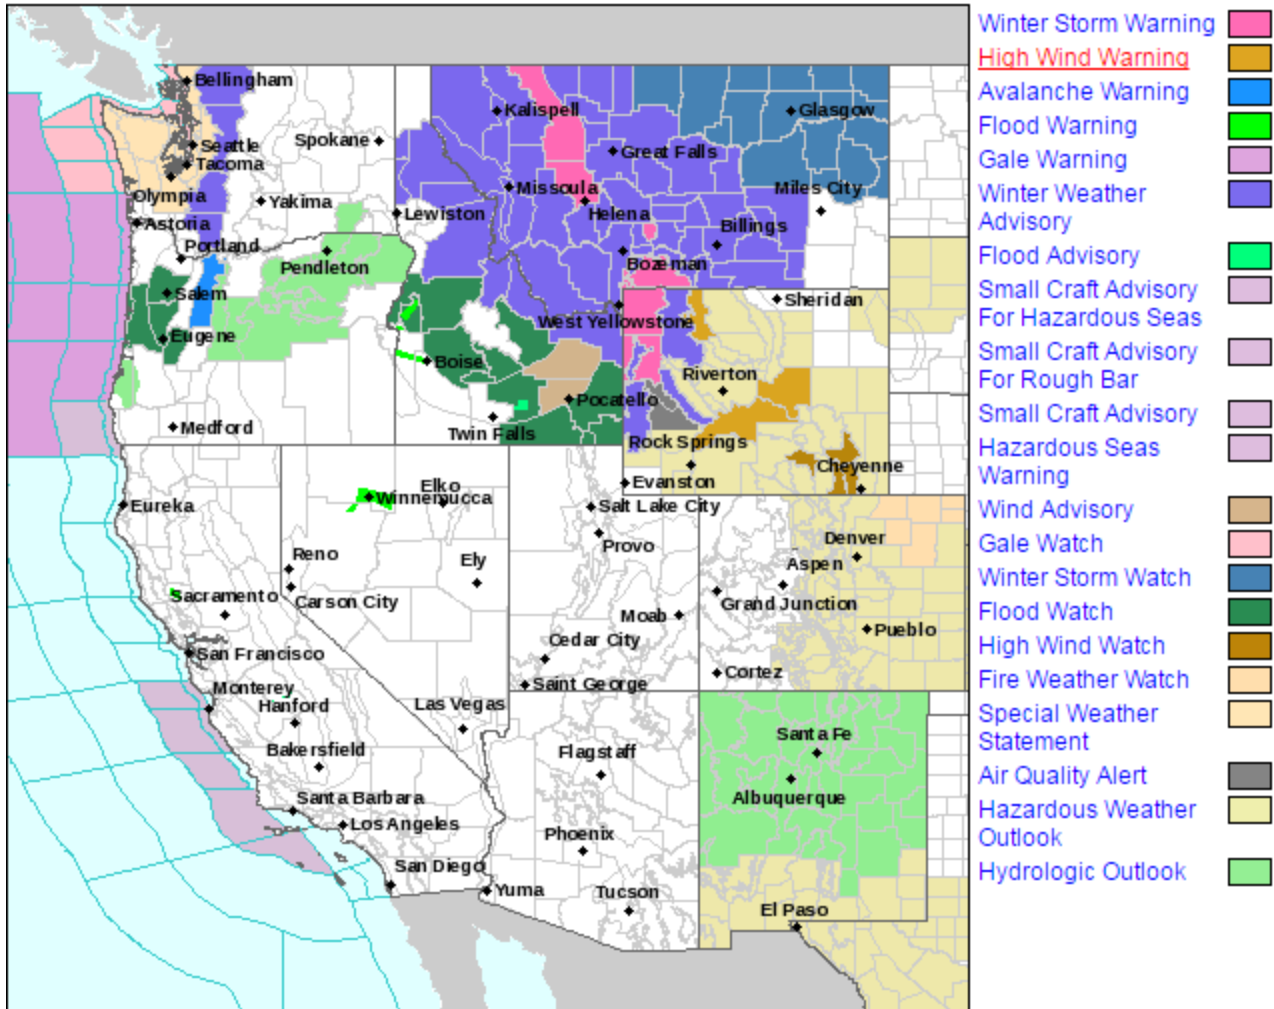 Bellingham
Seattle
Spokane
Tacoma
Olympia
Yakima
Astoria
Portland
Lewiston
Pendleton
Salem
Eugene
Medford
Kalispell
Glasgow
Great Falls
Missoula
Helena
Miles City
Billings
Bozeman
West Yellowstone
Sheridan
Boise
Pocatello
Twin Falls
Riverton
Rock Springs
Cheyenne
Evanston
Eureka
Elko
Winnemucca
Reno
Ely
Carson City
Salt Lake City
Provo
Moab
Cedar City
Saint George
Denver
Aspen
Grand Junction
Pueblo
Cortez
Sacramento
San Francisco
Monterey
Hanford
Las Vegas
Bakersfield
Santa Barbara
Los Angeles
San Diego
Flagstaff
Phoenix
Yuma
Tucson
Santa Fe
Albuquerque
El Paso
Winter Storm Warning
High Wind Warning
Avalanche Warning
Flood Warning
Gale Warning
Winter Weather
Advisory
Flood Advisory
Small Craft Advisory
For Hazardous Seas
Small Craft Advisory
For Rough Bar
Small Craft Advisory
Hazardous Seas
Warning
Wind Advisory
Gale Watch
Winter Storm Watch
Flood Watch
High Wind Watch
Fire Weather Watch
Special Weather
Statement
Air Quality Alert
Hazardous Weather
Outlook
Hydrologic Outlook